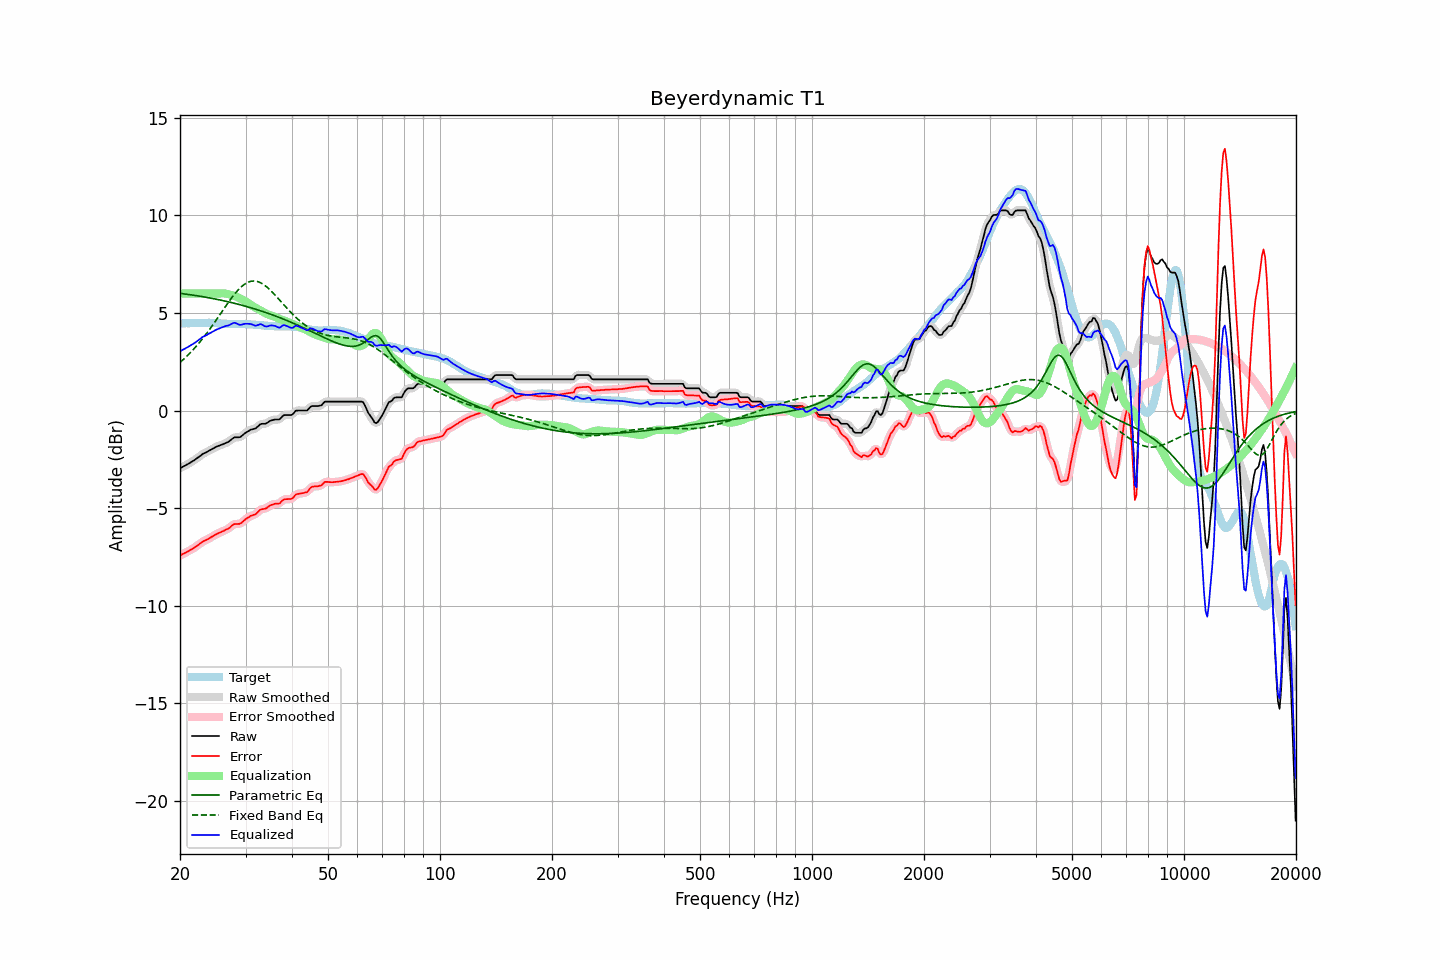 Beyerdynamic T1
Amplitude (dBr)
15
10
5
0
−5
−10
−15
−20
Target
Raw Smoothed
Error Smoothed
Raw
Error
Equalization
Parametric Eq
Fixed Band Eq
Equalized
20 50 100 200 500 1000 2000 5000 10000 20000
Frequency (Hz)